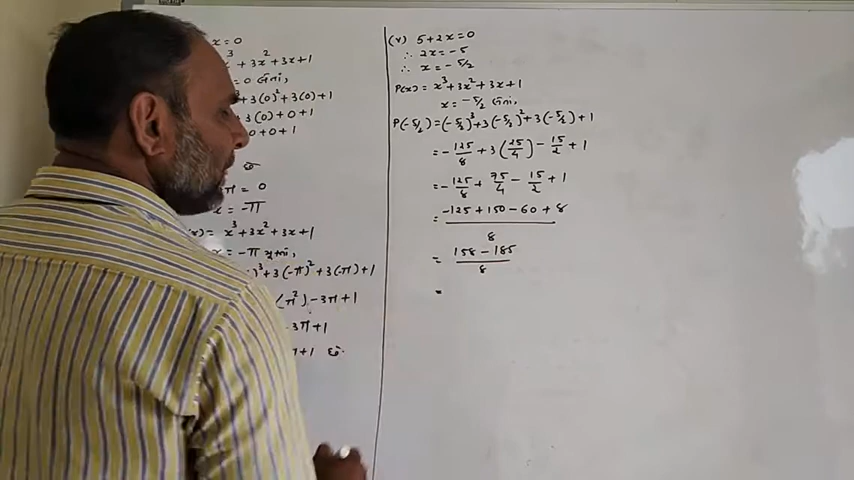 x=0
x³+3x²+3x+1
=0 લેતાં,
+3(0)²+3(0)+1
+3(0)+0+1
0+0+1
છે
+π = 0
x = -π
(x) = x³+3x²+3x+1
x = -π
)³+3(-π)²+3(-π)+1
(π²)-3π+1
-3π+1
π+1 છે.
(v) 5+2x=0
∴ 2x=-5
∴ x=-5/2
P(x)= x³+3x²+3x+1
x=-5/2 લેતાં,
P(-5/2)=(-5/2)³+3(-5/2)²+3(-5/2)+1
=-125/8+3(25/4)-15/2+1
=-125/8+75/4-15/2+1
=-125+150-60+8/8
=158-185/8
=